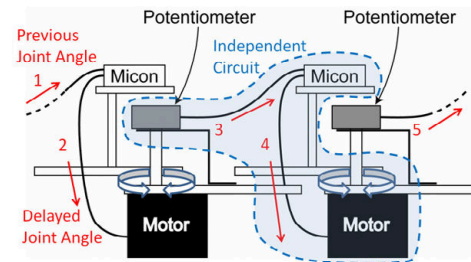 Potentiometer
Potentiometer
Previous
Joint Angle
1
Micon
Independent
Circuit
Micon
2
3
4
5
Delayed
Joint Angle
Motor
Motor